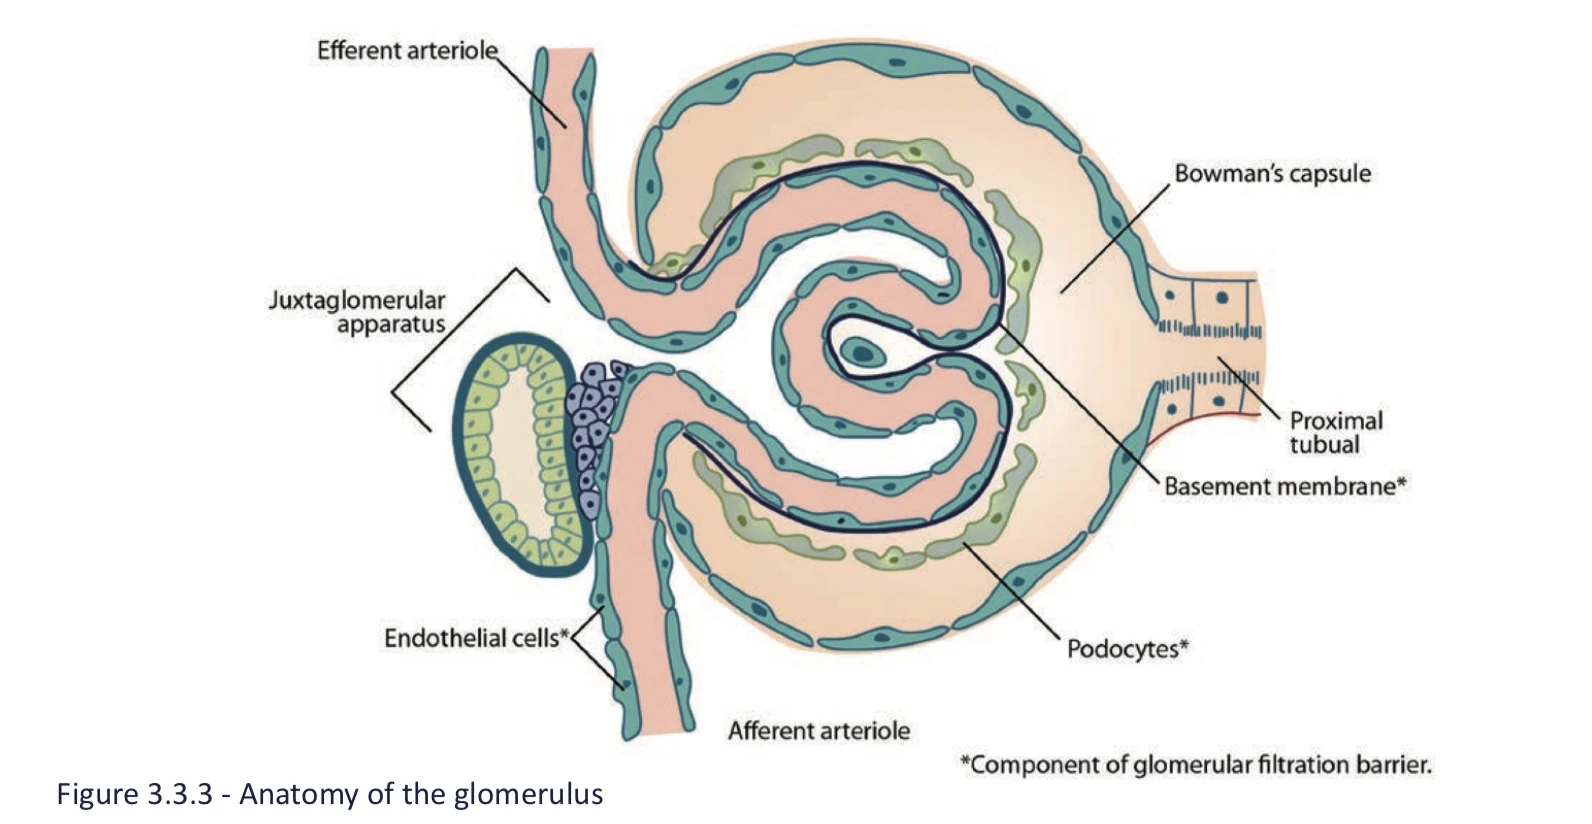 Efferent arteriole
Bowman's capsule
Juxtaglomerular
apparatus
Proximal
tubual
Basement membrane*
Endothelial cells*
Podocytes*
Afferent arteriole
*Component of glomerular filtration barrier.
Figure 3.3.3 - Anatomy of the glomerulus